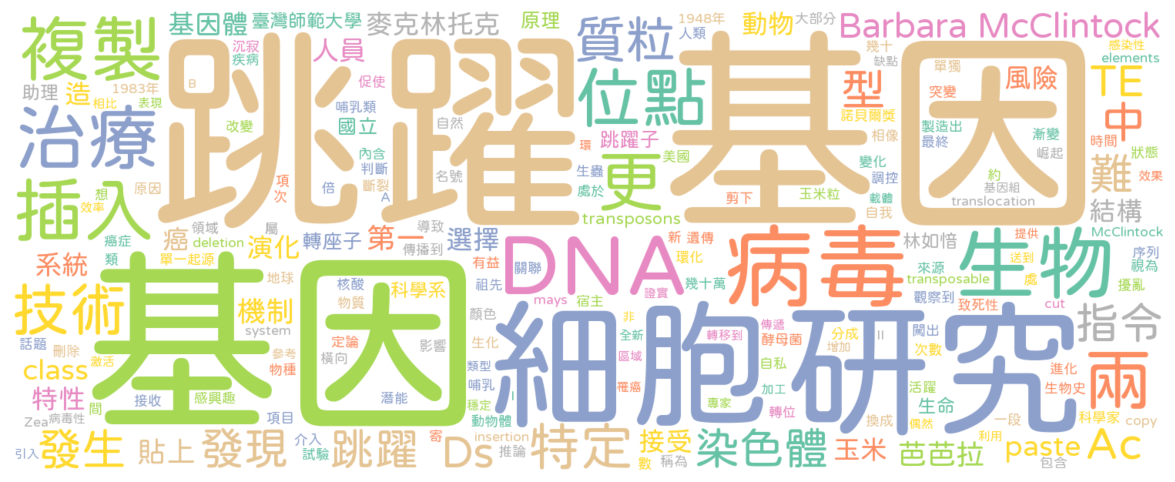 複製
基因體
臺灣師範大學
麥克林托克
原理
質粒
1948年
人類
動物
大部分
Barbara McClintock
沉寂
疾病
人員
跳躍基因
幾十
缺點
感染性
elements
助理
造
1983年
相比
表現
B
促使
位點
型
單獨
風險
TE
治療
哺乳類
國立
自然
跳躍子
諾貝爾獎
相像
突變
製造出
最終
漸變
中
改變
環
崛起
時間
插入
想
效率
原因
項
次
倍
內含
判斷
斷裂
A
名號
生蟲
處於
更
美國
變化
調控
載體
自我
剪下
玉米粒
約
基因組
難
狀態
效果
癌症
類
領域
deletion
屬
導致
傳播到
transposons
translocation
結構
McClintock
系統
單一起源
癌
演化
轉座子
第一
選擇
DNA
新
遺傳
病毒
林如愔
生物
提供
送到
處
序列
視為
擾亂
有益
關聯
環化
來源
transposable
觀察到
致死性
cut
技術
機制
地球
system
基因
核酸
物質
科學系
祖先
mays
宿主
幾十萬
證實
指令
話題
刪除
激活
參考
物種
顏色
定論
橫向
影響
生化
細胞研究
非
全新
轉移到
傳遞
酵母菌
分成
增加
II
闖出
次數
兩
class
特性
間
Zea
病毒性
接收
感興趣
項目
潛能
類型
哺乳
穩定
I
動物體
區域
罹癌
自私
專家
加工
轉位
活躍
生命
換成
偶然
進化
生物史
一段
科學家
copy
引入
發生
貼上
發現
介入
試驗
跳躍
寄
Ds
insertion
推論
特定
接受
數
稱為
染色體
玉米
芭芭拉
利用
paste
包含
Ac